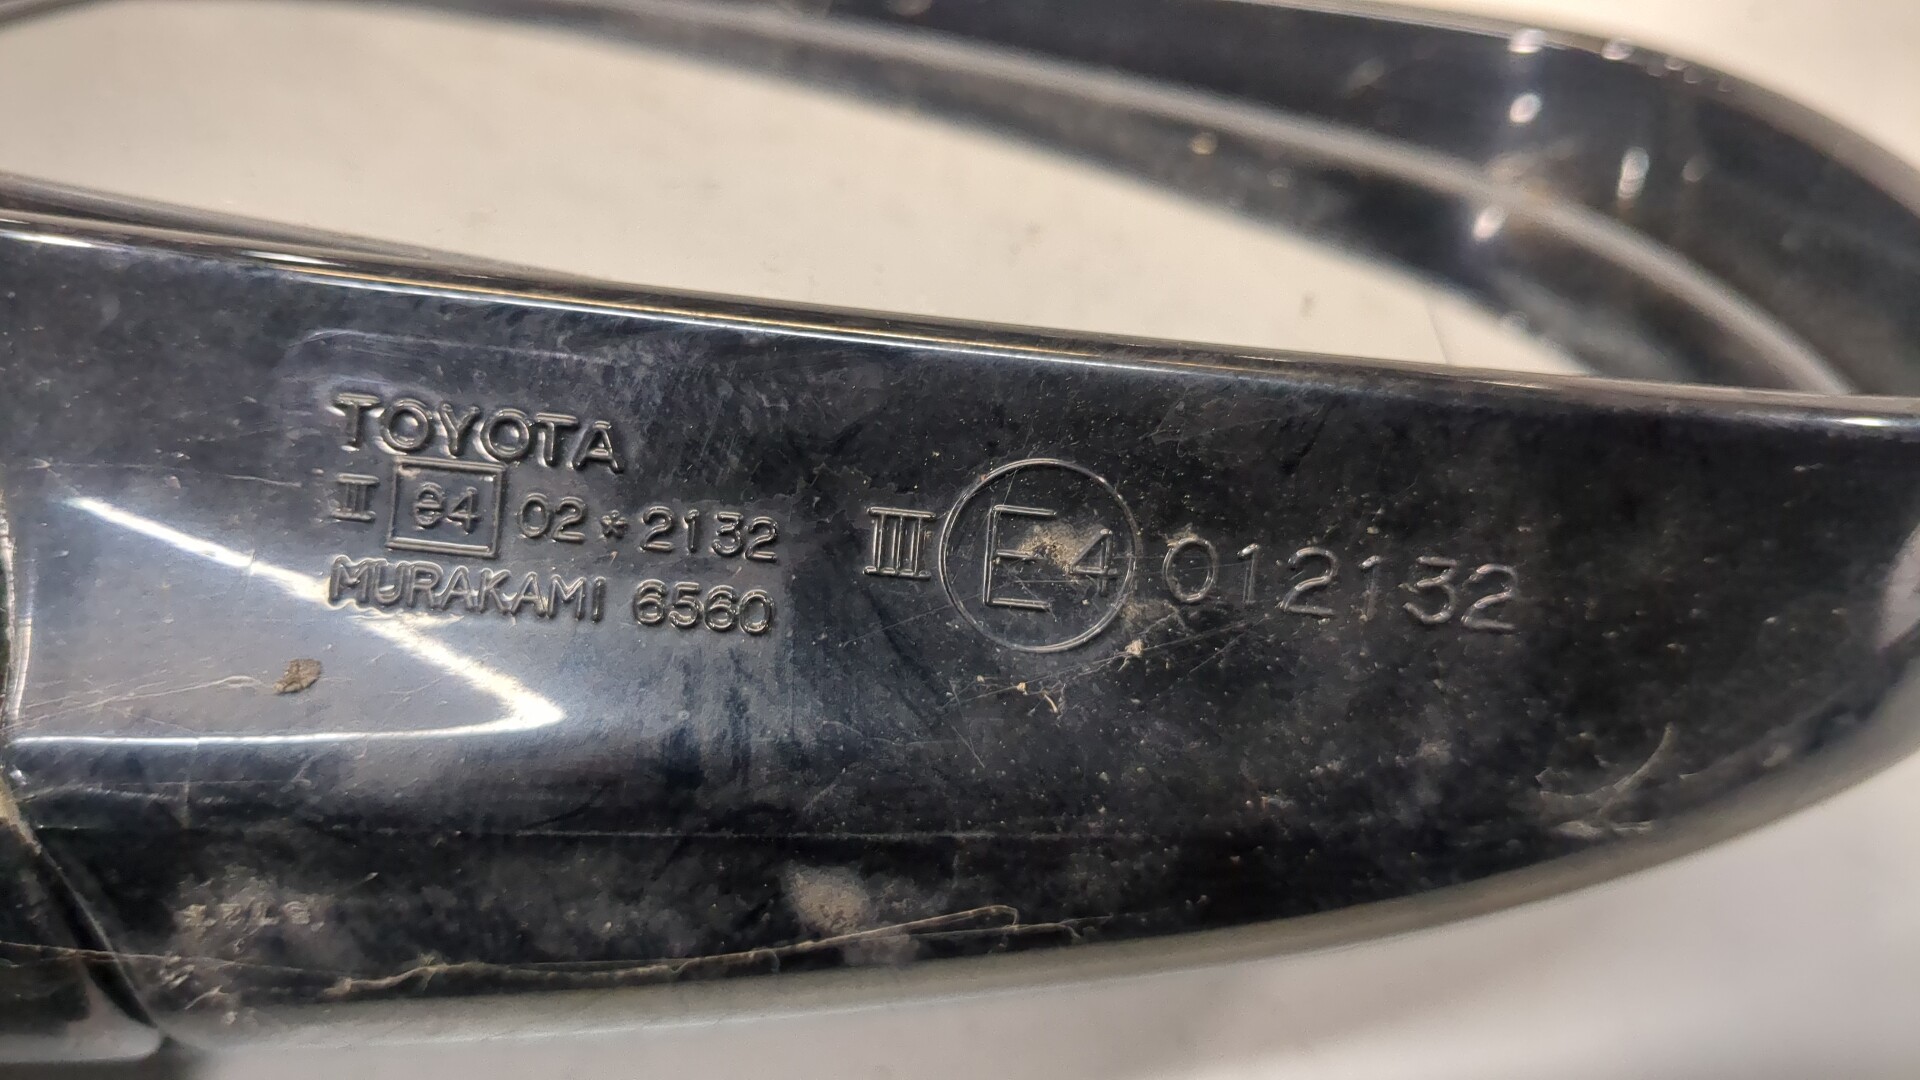 TOYOTA
II e4 02*2132
MURAKAMI 6560
III E4 012132